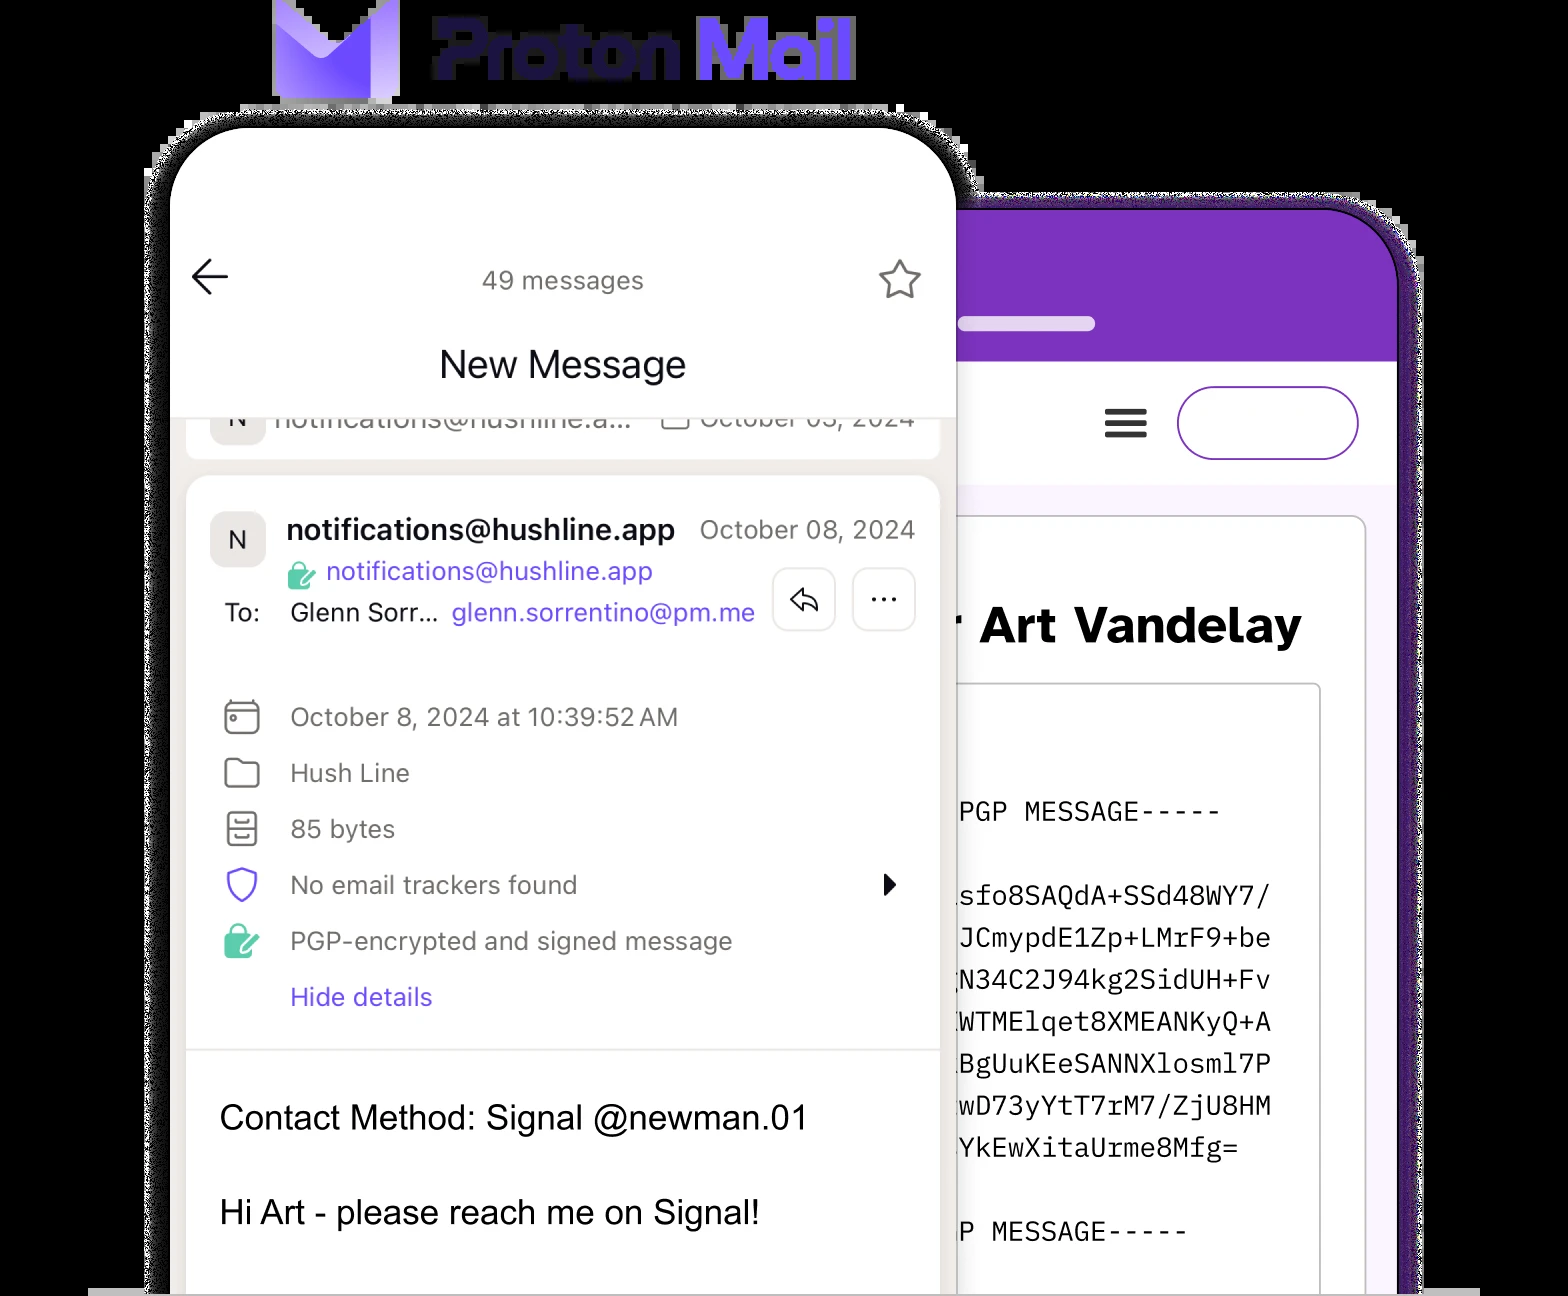 Proton Mail
49 messages
New Message
N notifications@hushline.a... October 03, 2024
N
notifications@hushline.app October 08, 2024
notifications@hushline.app
To: Glenn Sorr... glenn.sorrentino@pm.me
October 8, 2024 at 10:39:52 AM
Hush Line
85 bytes
No email trackers found
PGP-encrypted and signed message
Hide details
Contact Method: Signal @newman.01
Hi Art - please reach me on Signal!
Art Vandelay
PGP MESSAGE-----
sfo8SAQdA+SSd48WY7/
JCmypdE1Zp+LMrF9+be
N34C2J94kg2SidUH+Fv
WTMElqet8XMEANKyQ+A
BgUuKEeSANNXlosml7P
wD73yYtT7rM7/ZjU8HM
YkEwXitaUrme8Mfg=
P MESSAGE-----